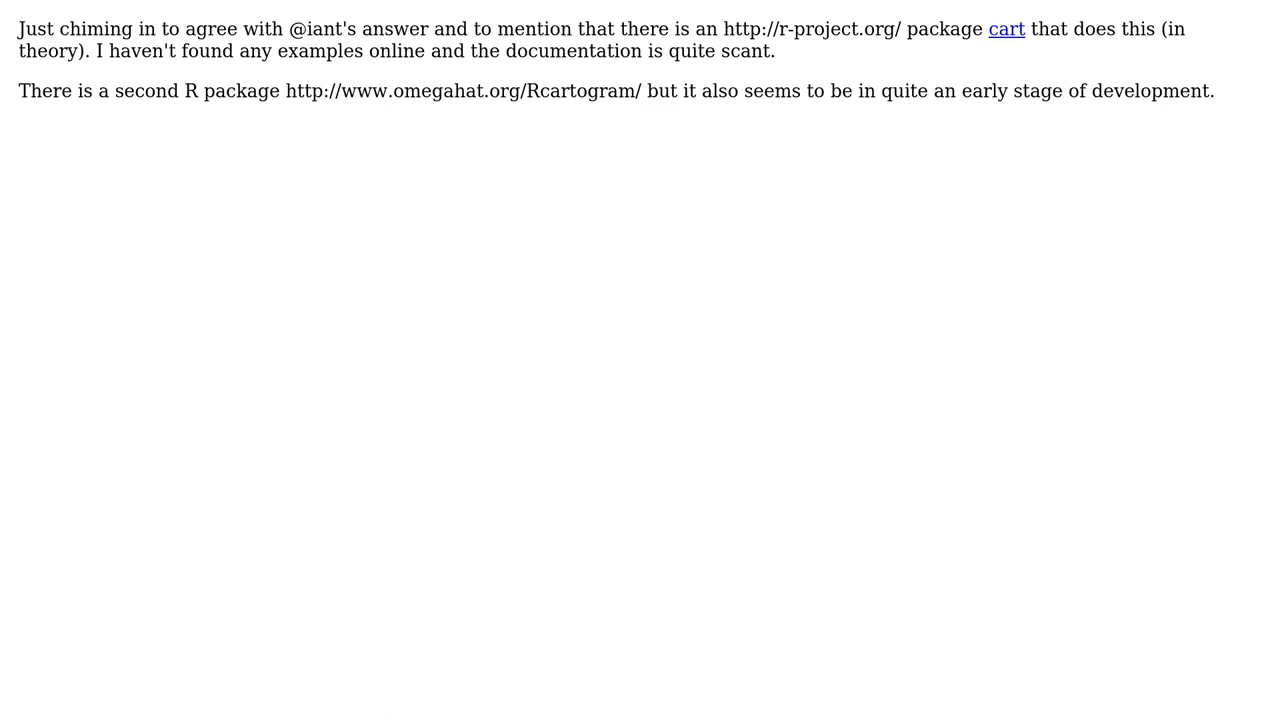 Just chiming in to agree with @iant's answer and to mention that there is an http://r-project.org/ package cart that does this (in
theory). I haven't found any examples online and the documentation is quite scant.
There is a second R package http://www.omegahat.org/Rcartogram/ but it also seems to be in quite an early stage of development.